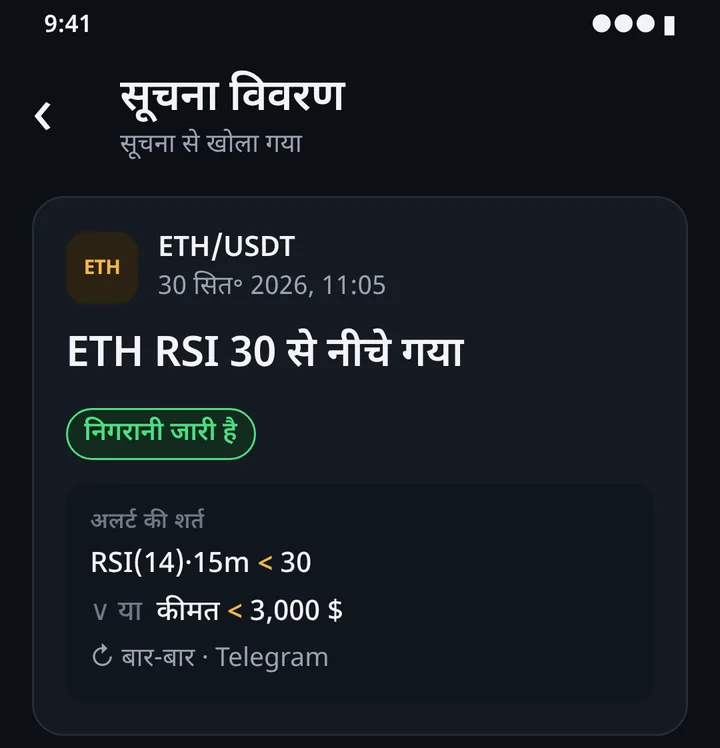 9:41
सूचना विवरण
सूचना से खोला गया
ETH
ETH/USDT
30 सित॰ 2026, 11:05
ETH RSI 30 से नीचे गया
निगरानी जारी है
अलर्ट की शर्त
RSI(14)·15m < 30
∨ या कीमत < 3,000 $
↻ बार-बार · Telegram